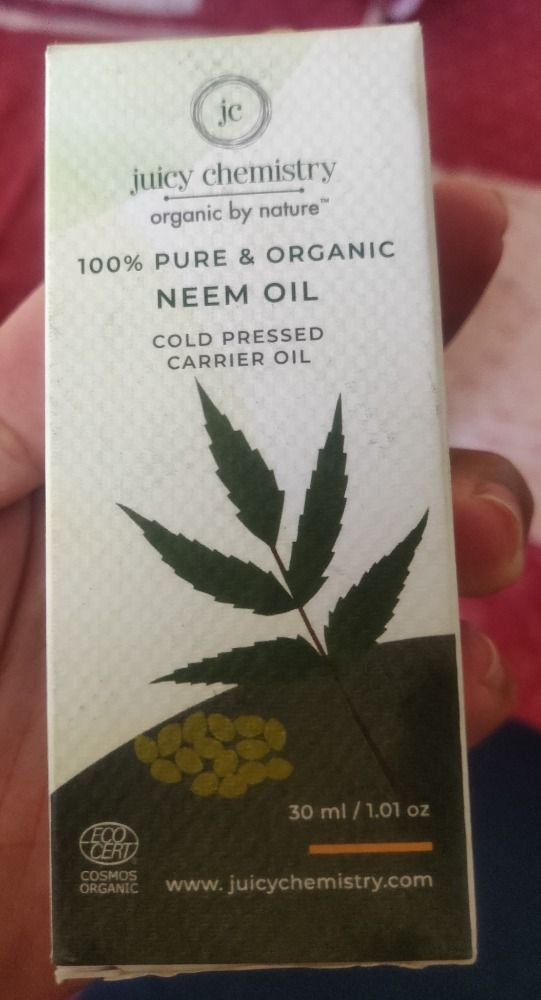 jc
juicy chemistry
organic by nature™
100% PURE & ORGANIC
NEEM OIL
COLD PRESSED
CARRIER OIL
30 ml / 1.01 oz
ECO
CERT
COSMOS
ORGANIC
www. juicychemistry.com